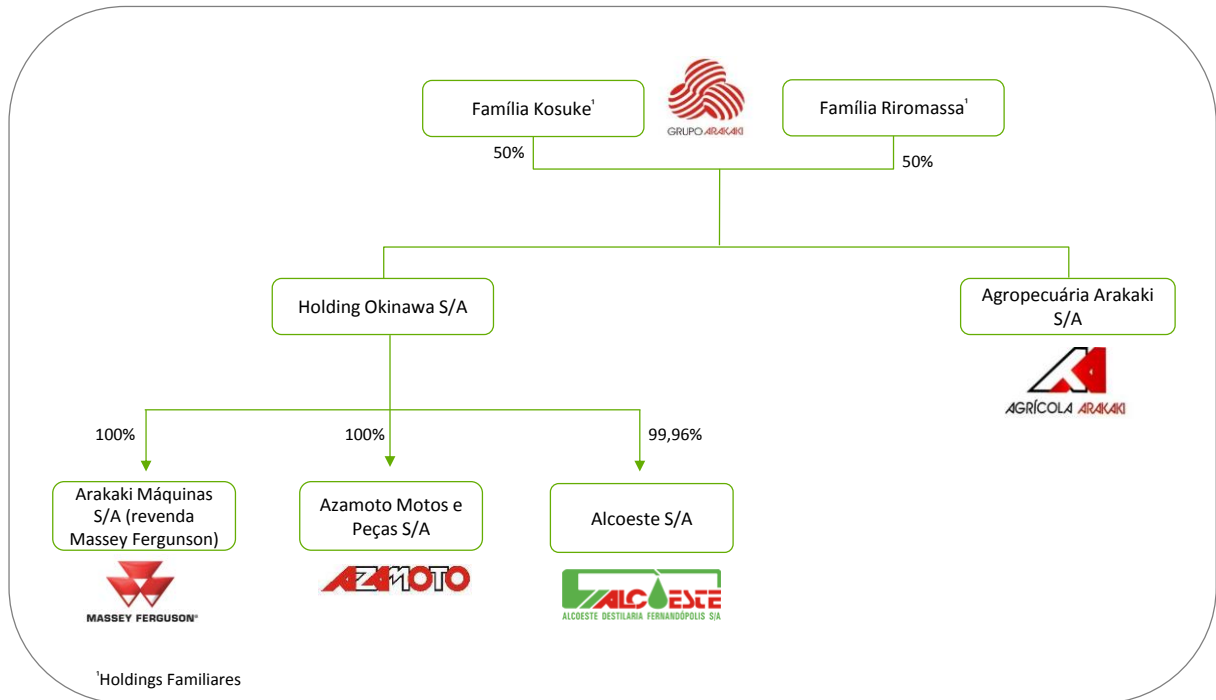 Família Kosuke¹
GRUPO ARAKAKI
Família Riromassa¹
50%
50%
Holding Okinawa S/A
Agropecuária Arakaki
S/A
AGRÍCOLA ARAKAKI
100%
100%
99,96%
Arakaki Máquinas
S/A (revenda
Massey Fergunson)
Azamoto Motos e
Peças S/A
Alcoeste S/A
MASSEY FERGUSON®
AZAMOTO
ALCOESTE
ALCOESTE DESTILARIA FERNANDÓPOLIS S/A
¹Holdings Familiares